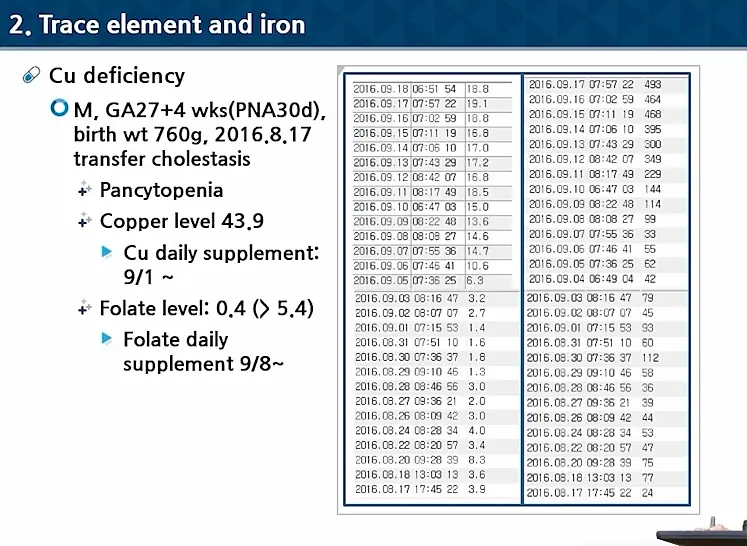 2. Trace element and iron
Cu deficiency
M, GA27+4 wks(PNA30d),
birth wt 760g, 2016.8.17
transfer cholestasis
Pancytopenia
Copper level 43.9
Cu daily supplement:
9/1 ~
Folate level: 0.4 (> 5.4)
Folate daily
supplement 9/8~
2016.09.18 06:51 54 18.8
2016.09.17 07:57 22 19.1
2016.09.16 07:02 59 18.8
2016.09.15 07:11 19 16.8
2016.09.14 07:06 10 17.0
2016.09.13 07:43 29 17.2
2016.09.12 08:42 07 16.8
2016.09.11 08:17 49 18.5
2016.09.10 06:47 03 15.0
2016.09.09 08:22 48 13.6
2016.09.08 08:08 27 14.6
2016.09.07 07:55 36 14.7
2016.09.06 07:46 41 10.6
2016.09.05 07:36 25 6.3
2016.09.03 08:16 47 3.2
2016.09.02 08:07 07 2.7
2016.09.01 07:15 53 1.4
2016.08.31 07:51 10 1.6
2016.08.30 07:36 37 1.8
2016.08.29 09:10 46 1.3
2016.08.28 08:46 56 3.0
2016.08.27 09:36 21 2.0
2016.08.26 08:09 42 3.0
2016.08.24 08:28 34 4.0
2016.08.22 08:20 57 3.4
2016.08.20 09:28 39 8.3
2016.08.18 13:03 13 3.6
2016.08.17 17:45 22 3.9
2016.09.17 07:57 22 493
2016.09.16 07:02 59 464
2016.09.15 07:11 19 468
2016.09.14 07:06 10 395
2016.09.13 07:43 29 300
2016.09.12 08:42 07 349
2016.09.11 08:17 49 229
2016.09.10 06:47 03 144
2016.09.09 08:22 48 114
2016.09.08 08:08 27 99
2016.09.07 07:55 36 33
2016.09.06 07:46 41 55
2016.09.05 07:36 25 62
2016.09.04 06:49 04 42
2016.09.03 08:16 47 79
2016.09.02 08:07 07 45
2016.09.01 07:15 53 93
2016.08.31 07:51 10 60
2016.08.30 07:36 37 112
2016.08.29 09:10 46 58
2016.08.28 08:46 56 36
2016.08.27 09:36 21 39
2016.08.26 08:09 42 44
2016.08.24 08:28 34 53
2016.08.22 08:20 57 47
2016.08.20 09:28 39 75
2016.08.18 13:03 13 77
2016.08.17 17:45 22 24